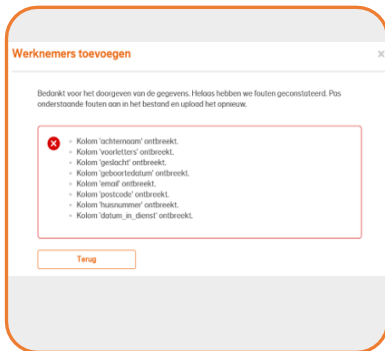 Werknemers toevoegen
×
Bedankt voor het doorgeven van de gegevens. Helaas hebben we fouten geconstateerd. Pas
onderstaande fouten aan in het bestand en upload het opnieuw.
Kolom 'achternaam' ontbreekt.
Kolom 'voorletters' ontbreekt.
Kolom 'geslacht' ontbreekt.
Kolom 'geboortedatum' ontbreekt.
Kolom 'email' ontbreekt.
Kolom 'postcode' ontbreekt.
Kolom 'huisnummer' ontbreekt.
Kolom 'datum_in_dienst' ontbreekt.
Terug